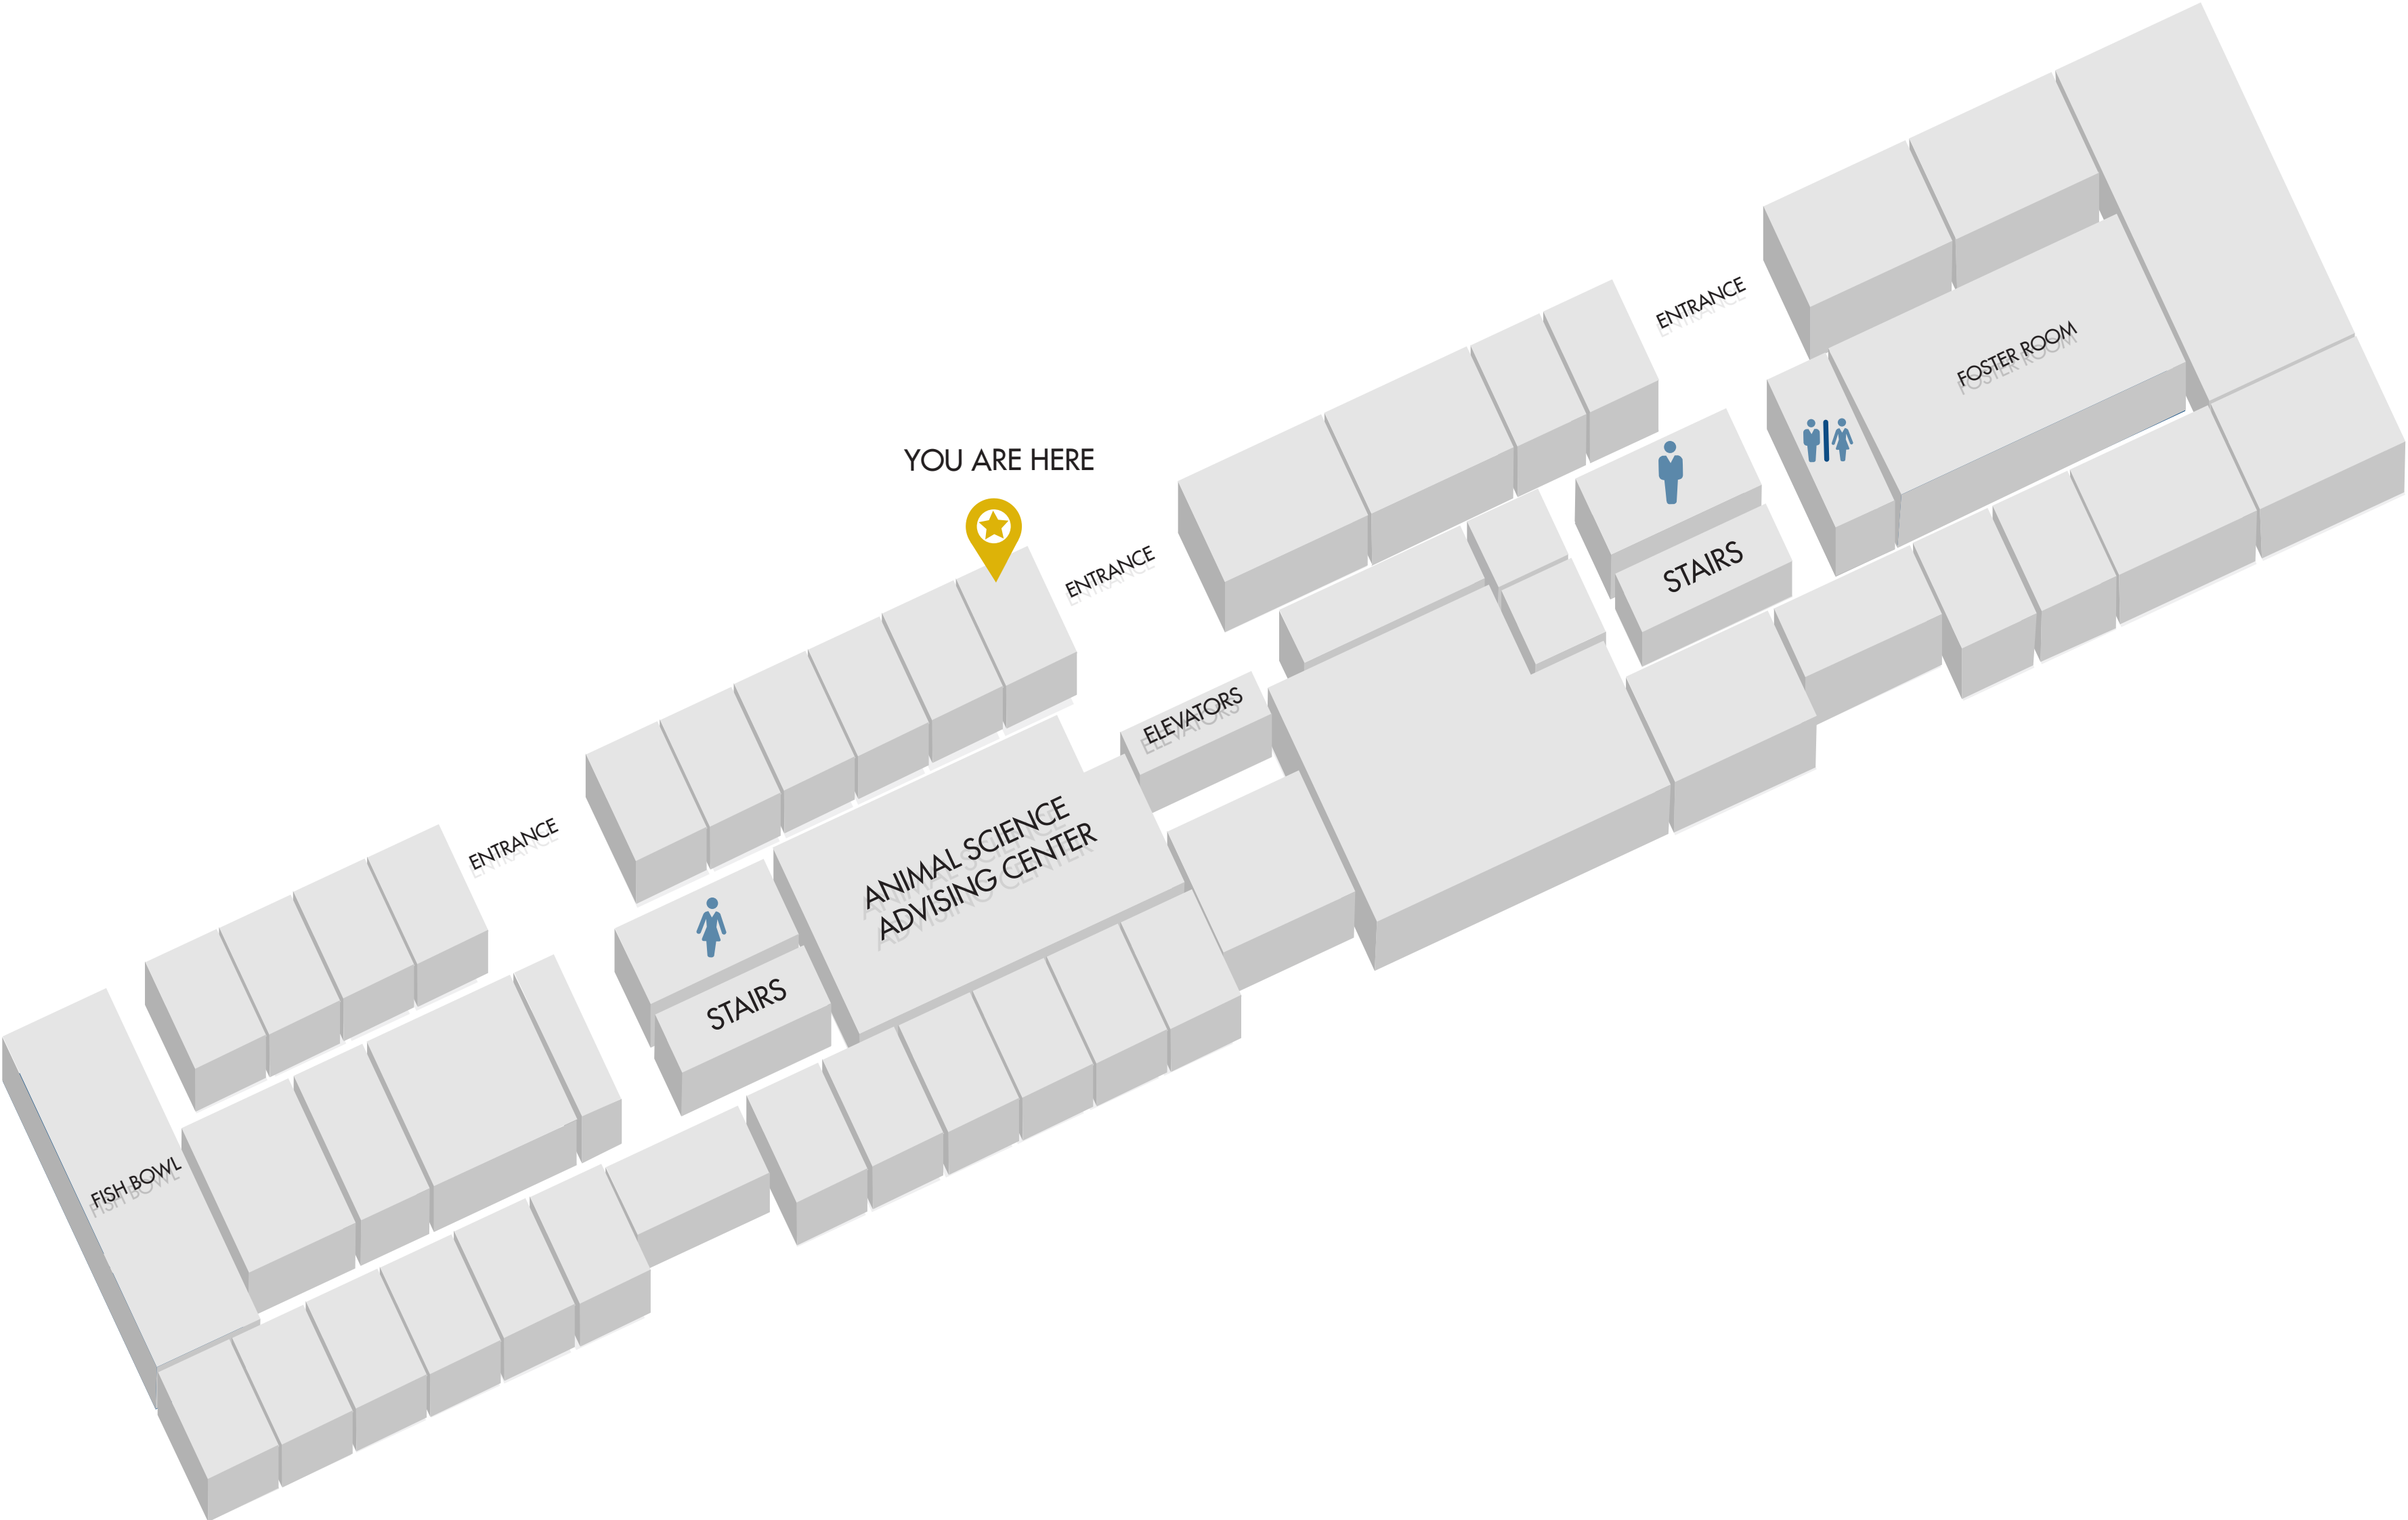 ENTRANCE
FOSTER ROOM
YOU ARE HERE
ENTRANCE
STAIRS
ELEVATORS
ANIMAL SCIENCE
ADVISING CENTER
ENTRANCE
STAIRS
FISH BOWL